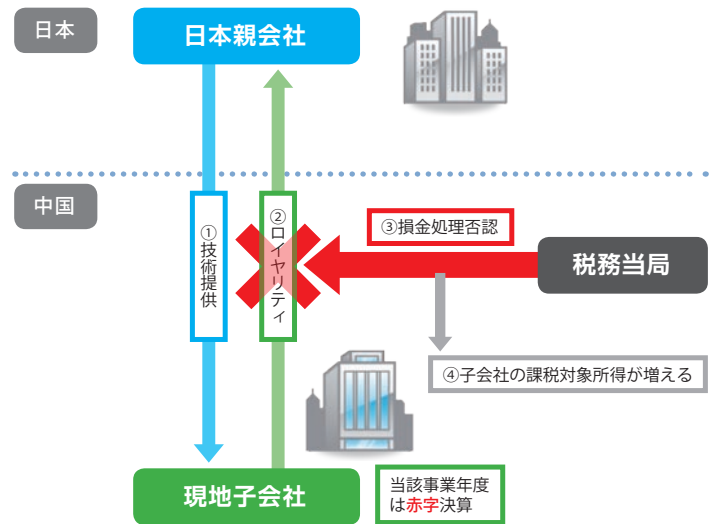 日本
日本親会社
中国
①技術提供
②ロイヤリティ
③損金処理否認
税務当局
④子会社の課税対象所得が増える
現地子会社
当該事業年度
は赤字決算